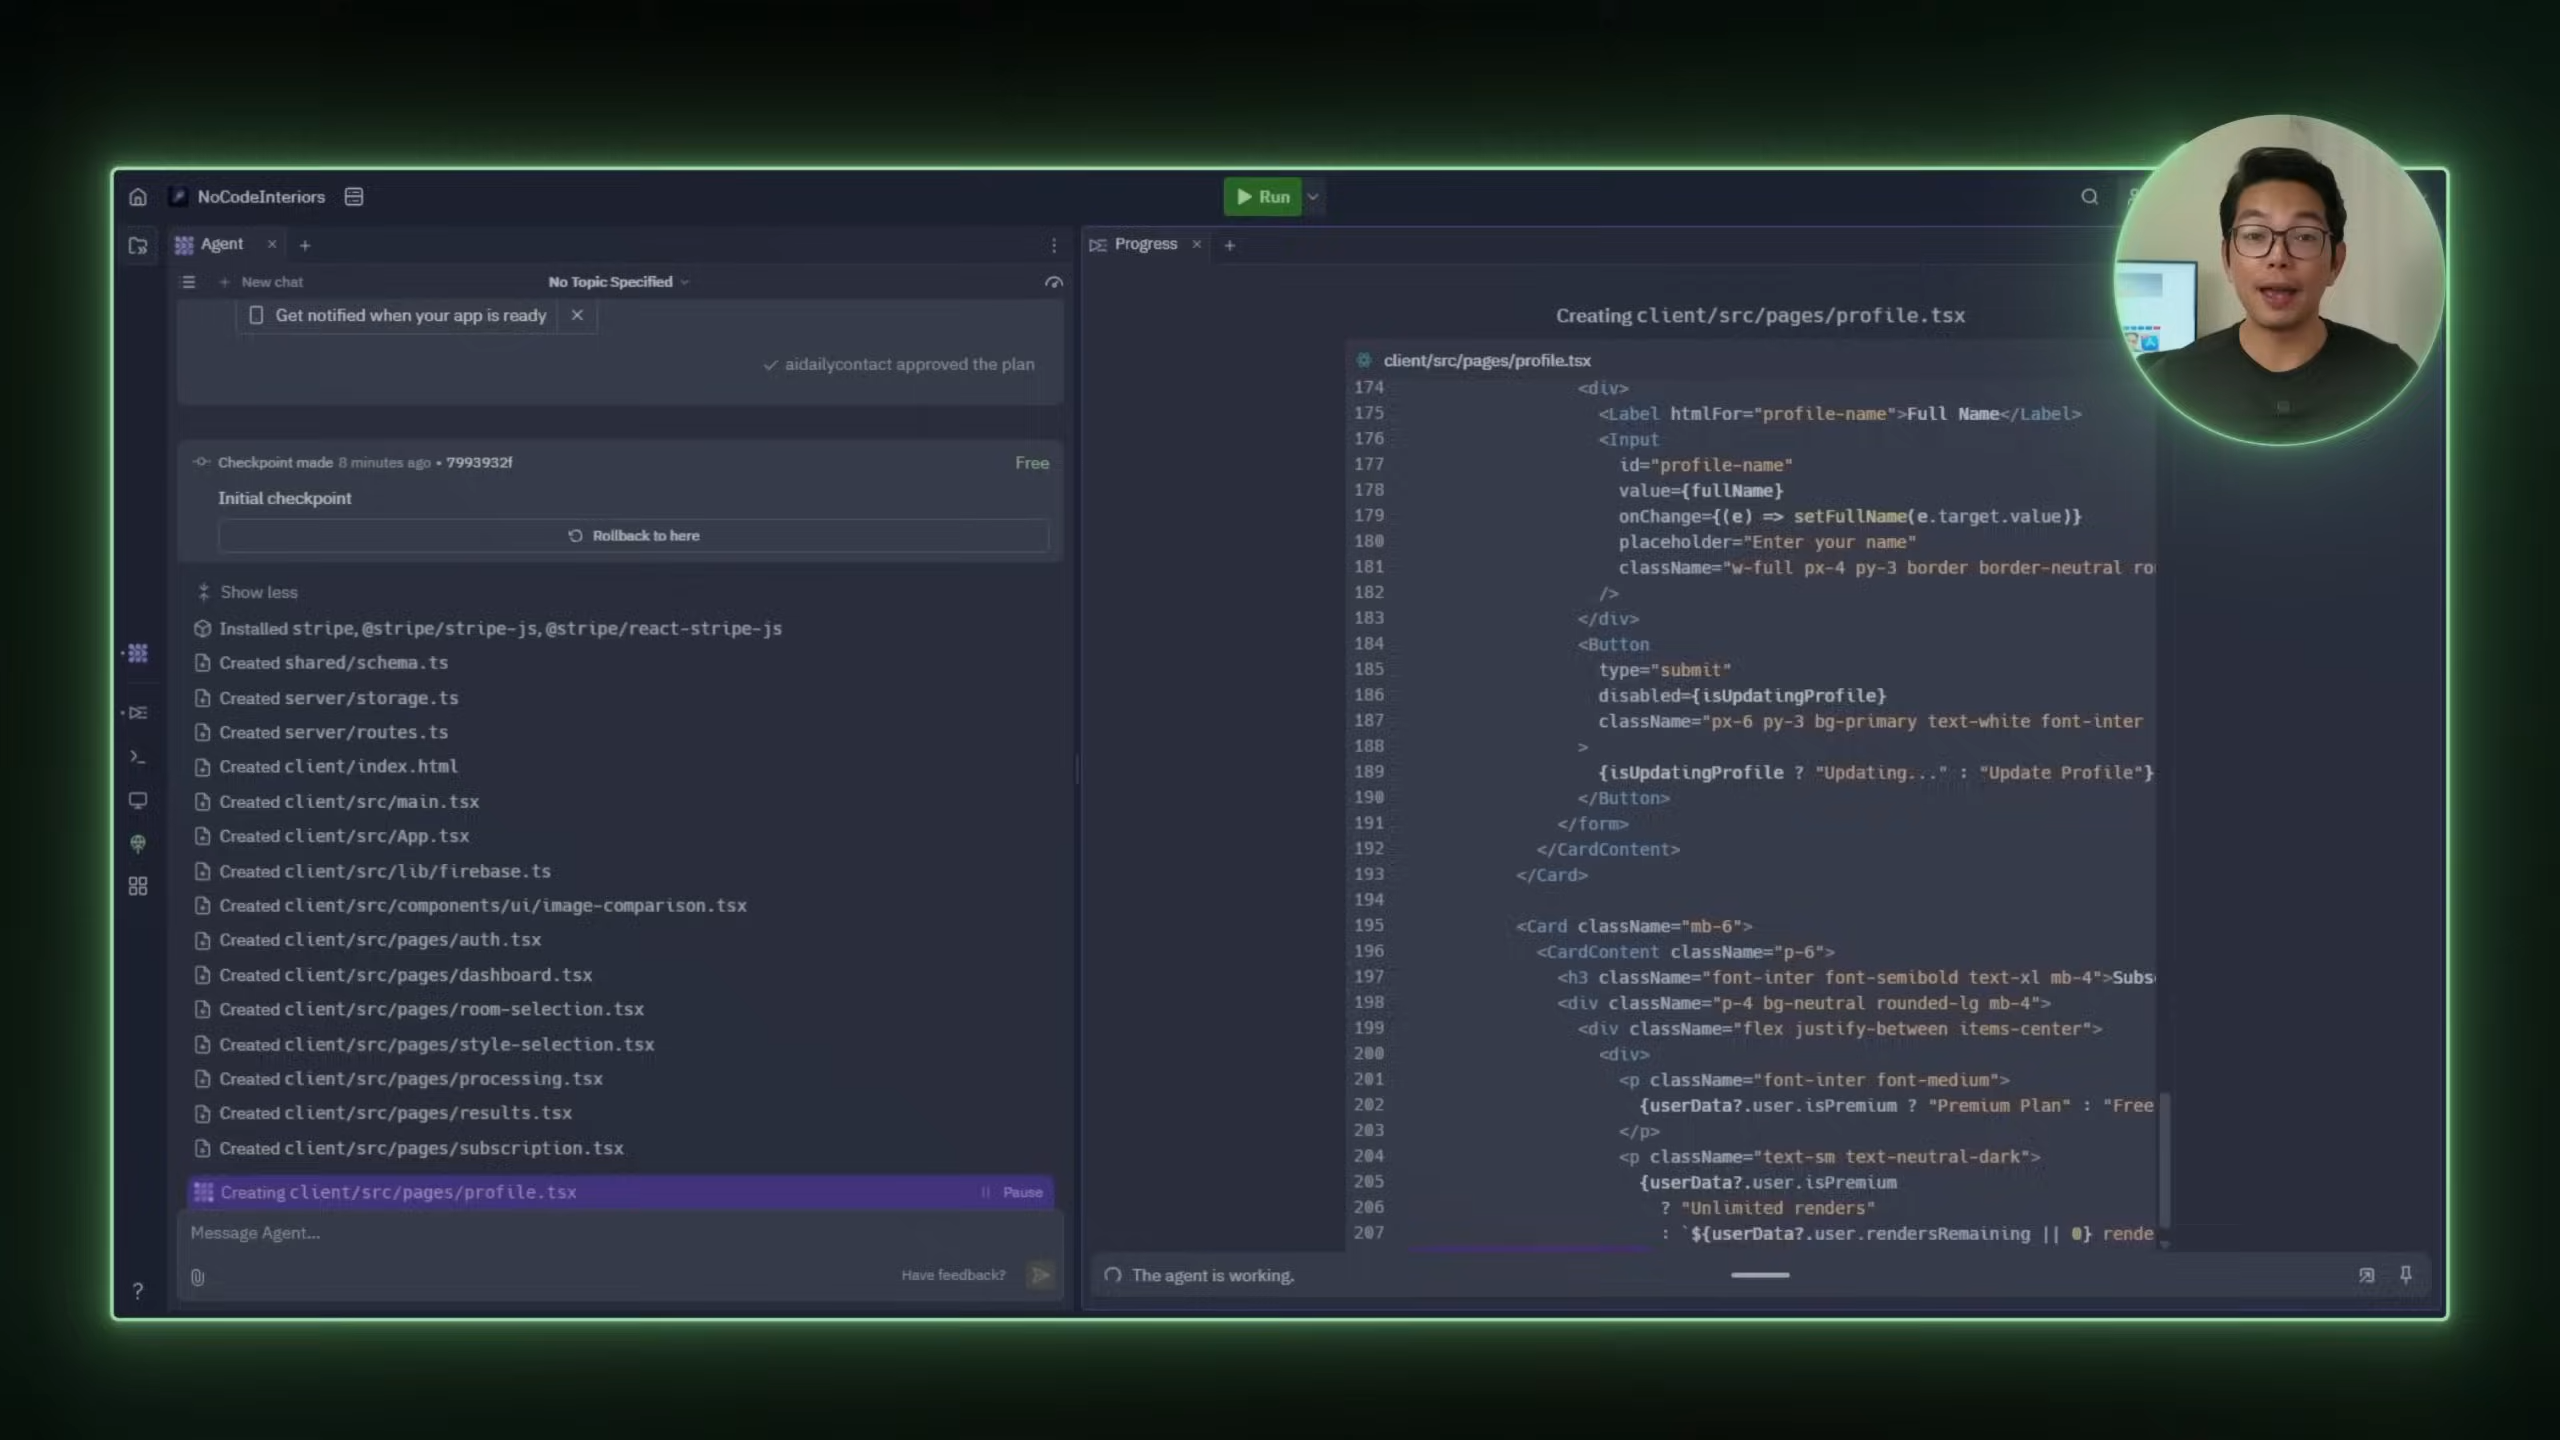 NoCodeInteriors
Run
Agent
New chat
No Topic Specified
Get notified when your app is ready
aidailycontact approved the plan
Checkpoint made 8 minutes ago • 7993932f
Free
Initial checkpoint
Rollback to here
Show less
Installed stripe, @stripe/stripe-js, @stripe/react-stripe-js
Created shared/schema.ts
Created server/storage.ts
Created server/routes.ts
Created client/index.html
Created client/src/main.tsx
Created client/src/App.tsx
Created client/src/lib/firebase.ts
Created client/src/components/ui/image-comparison.tsx
Created client/src/pages/auth.tsx
Created client/src/pages/dashboard.tsx
Created client/src/pages/room-selection.tsx
Created client/src/pages/style-selection.tsx
Created client/src/pages/processing.tsx
Created client/src/pages/results.tsx
Created client/src/pages/subscription.tsx
Creating client/src/pages/profile.tsx
Pause
Message Agent...
Have feedback?
Progress
Creating client/src/pages/profile.tsx
client/src/pages/profile.tsx
174 <div>
175 <Label htmlFor="profile-name">Full Name</Label>
176 <Input
177 id="profile-name"
178 value={fullName}
179 onChange={(e) => setFullName(e.target.value)}
180 placeholder="Enter your name"
181 className="w-full px-4 py-3 border border-neutral ro
182 />
183 </div>
184 <Button
185 type="submit"
186 disabled={isUpdatingProfile}
187 className="px-6 py-3 bg-primary text-white font-inter
188 >
189 {isUpdatingProfile ? "Updating..." : "Update Profile"}
190 </Button>
191 </form>
192 </CardContent>
193 </Card>
194
195 <Card className="mb-6">
196 <CardContent className="p-6">
197 <h3 className="font-inter font-semibold text-xl mb-4">Subs
198 <div className="p-4 bg-neutral rounded-lg mb-4">
199 <div className="flex justify-between items-center">
200 <div>
201 <p className="font-inter font-medium">
202 {userData?.user.isPremium ? "Premium Plan" : "Free
203 </p>
204 <p className="text-sm text-neutral-dark">
205 {userData?.user.isPremium
206 ? "Unlimited renders"
207 : `${userData?.user.rendersRemaining || 0} rende
The agent is working.